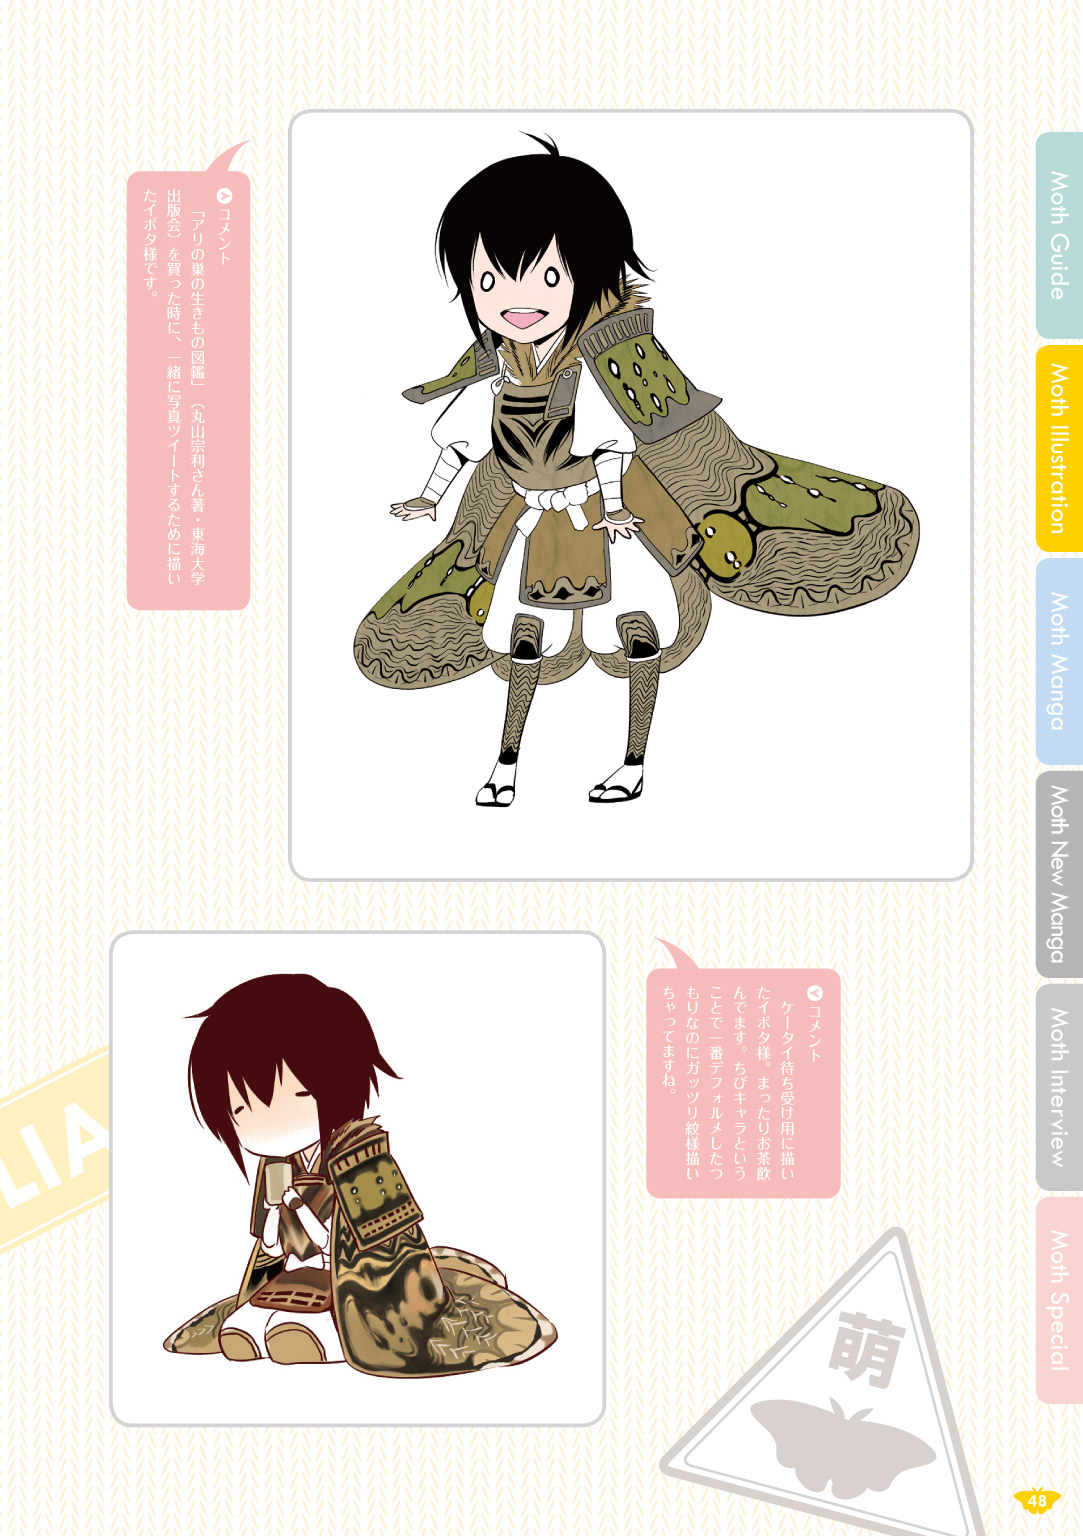 コメント
「アリの巣の生きもの図鑑」（丸山宗利さん著・東海大学
出版会）を買った時に、一緒に写真ツイートするために描い
たイボタ様です。
コメント
ケータイ待ち受け用に描い
たイボタ様。まったりお茶飲
んでます。ちびキャラという
ことで一番デフォルメしたつ
もりなのにガッツリ紋様描い
ちゃってますね。
Moth Guide
Moth Illustration
Moth Manga
Moth New Manga
Moth Interview
Moth Special
LIA
萌
48